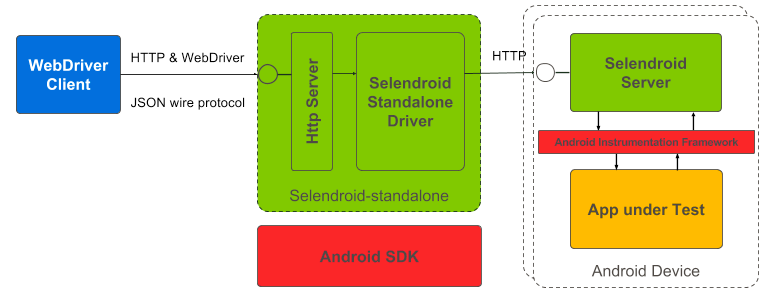 WebDriver
Client
HTTP & WebDriver
JSON wire protocol
Http Server
Selendroid
Standalone
Driver
Selendroid-standalone
Android SDK
HTTP
Selendroid
Server
Android Instrumentation Framework
App under Test
Android Device